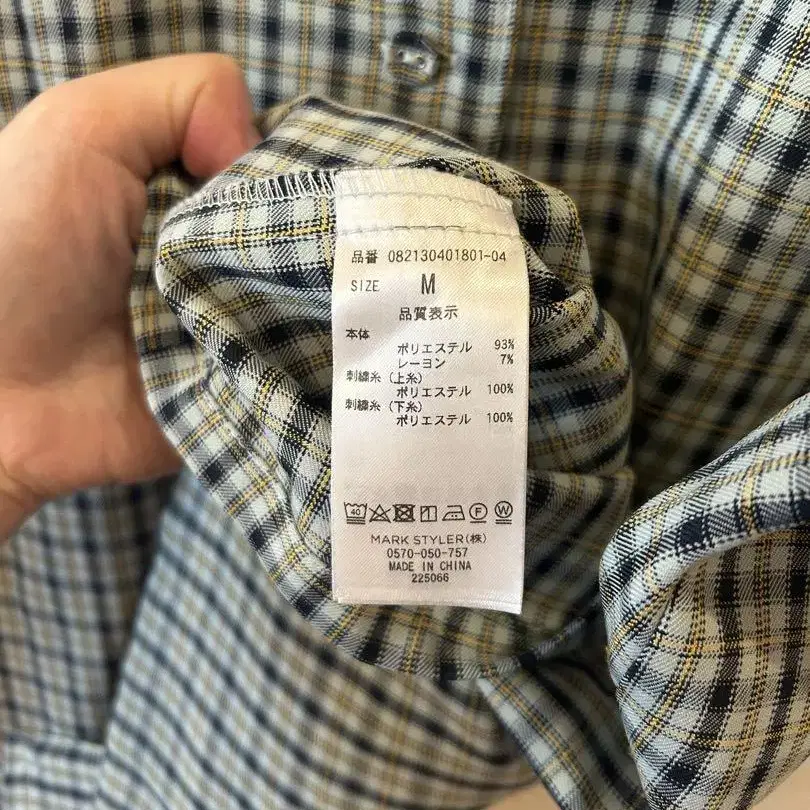 品番 082130401801-04
SIZE M
品質表示
本体
ポリエステル 93%
レーヨン 7%
刺繍糸(上糸)
ポリエステル 100%
刺繍糸(下糸)
ポリエステル 100%
40 F W
MARK STYLER(株)
0570-050-757
MADE IN CHINA
225066